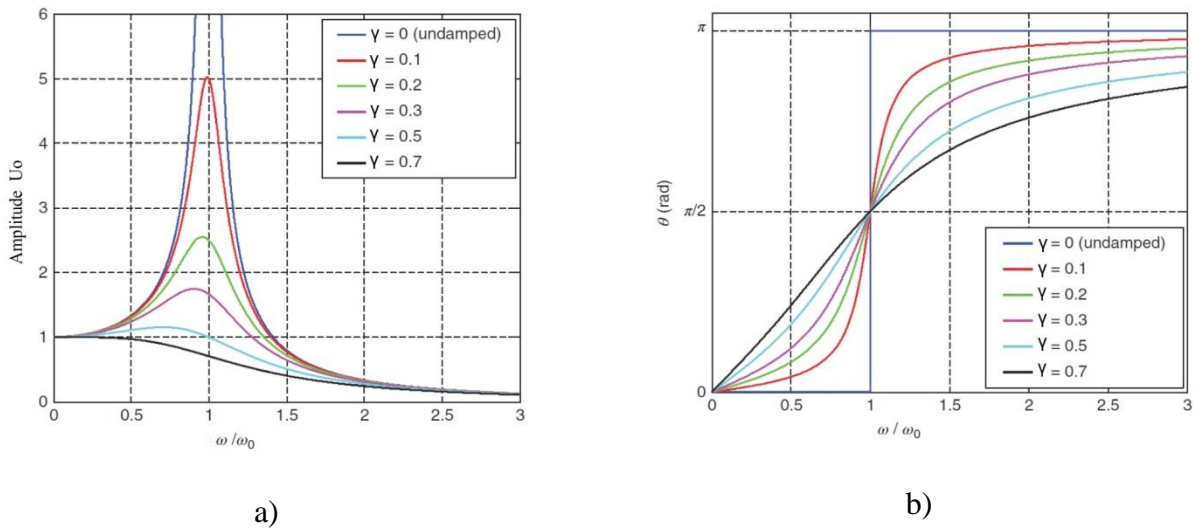 6
5
4
3
2
1
0
Amplitude Uo
γ = 0 (undamped)
γ = 0.1
γ = 0.2
γ = 0.3
γ = 0.5
γ = 0.7
0 0.5 1 1.5 2 2.5 3
ω /ω0
a)
π
π/2
0
θ (rad)
γ = 0 (undamped)
γ = 0.1
γ = 0.2
γ = 0.3
γ = 0.5
γ = 0.7
0 0.5 1 1.5 2 2.5 3
ω / ω0
b)